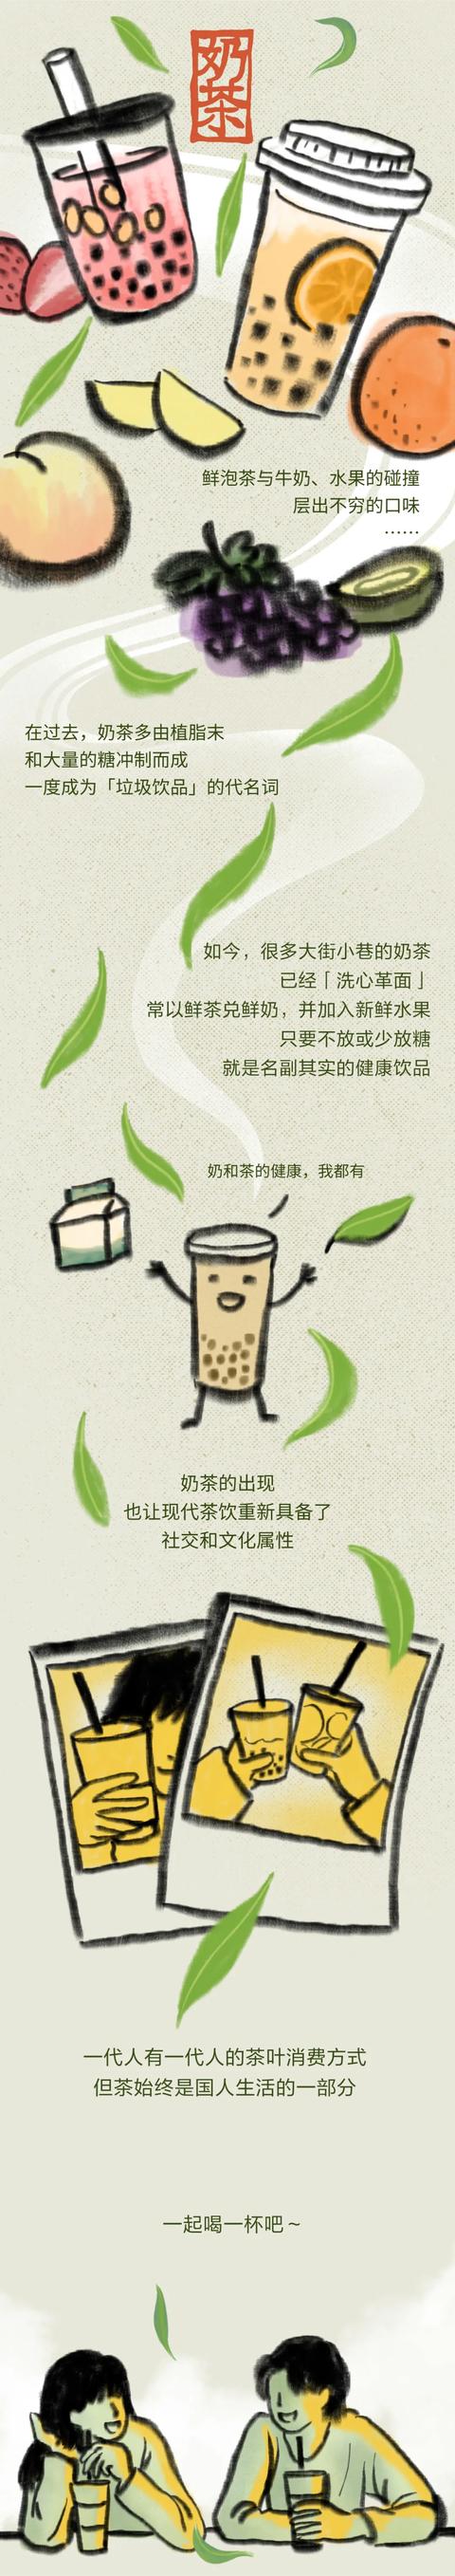 奶茶
鲜泡茶与牛奶、水果的碰撞
层出不穷的口味
……
在过去，奶茶多由植脂末
和大量的糖冲制而成
一度成为「垃圾饮品」的代名词
如今，很多大街小巷的奶茶
已经「洗心革面」
常以鲜茶兑鲜奶，并加入新鲜水果
只要不放或少放糖
就是名副其实的健康饮品
奶和茶的健康，我都有
奶茶的出现
也让现代茶饮重新具备了
社交和文化属性
一代人有一代人的茶叶消费方式
但茶始终是国人生活的一部分
一起喝一杯吧～